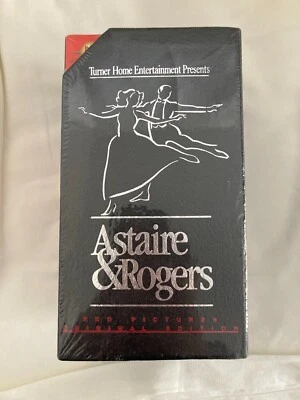 Turner Home Entertainment Presents
Astaire
&Rogers
RKO PICTURES
ORIGINAL EDITION